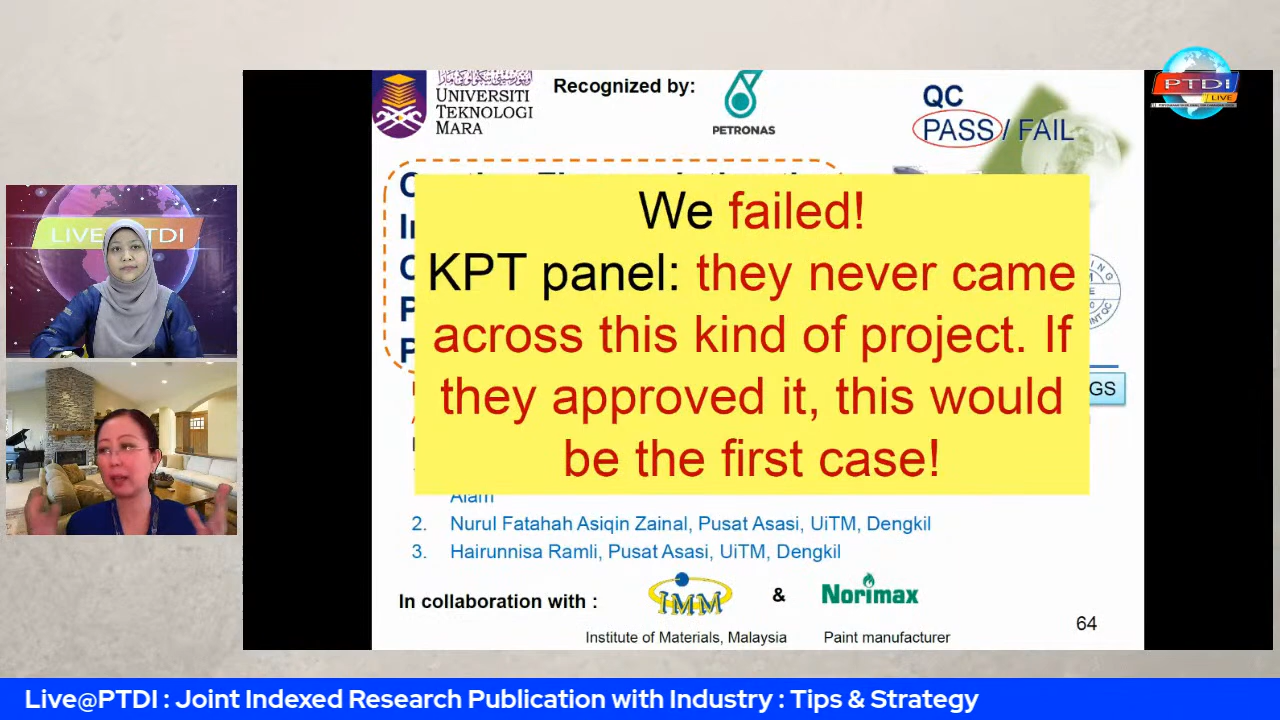 UNIVERSITI
TEKNOLOGI
MARA
Recognized by:
PETRONAS
QC
PASS / FAIL
PTDI
LIVE
LIVE PTDI
We failed!
KPT panel: they never came
across this kind of project. If
they approved it, this would
be the first case!
GS
Alam
2. Nurul Fatahah Asiqin Zainal, Pusat Asasi, UiTM, Dengkil
3. Hairunnisa Ramli, Pusat Asasi, UiTM, Dengkil
In collaboration with :
IMM
&
Norimax
Institute of Materials, Malaysia
Paint manufacturer
64
Live@PTDI : Joint Indexed Research Publication with Industry : Tips & Strategy